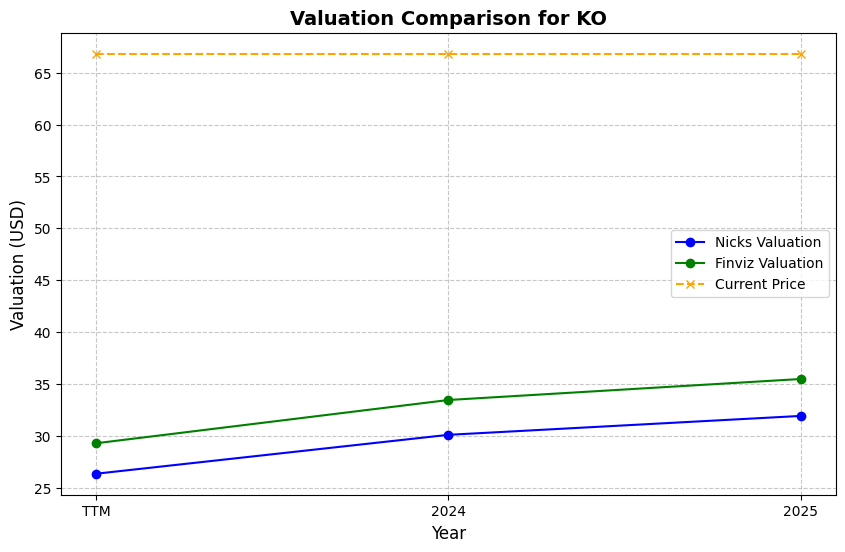 Valuation Comparison for KO
Valuation (USD)
65
60
55
50
45
40
35
30
25
Nicks Valuation
Finviz Valuation
Current Price
TTM
2024
2025
Year